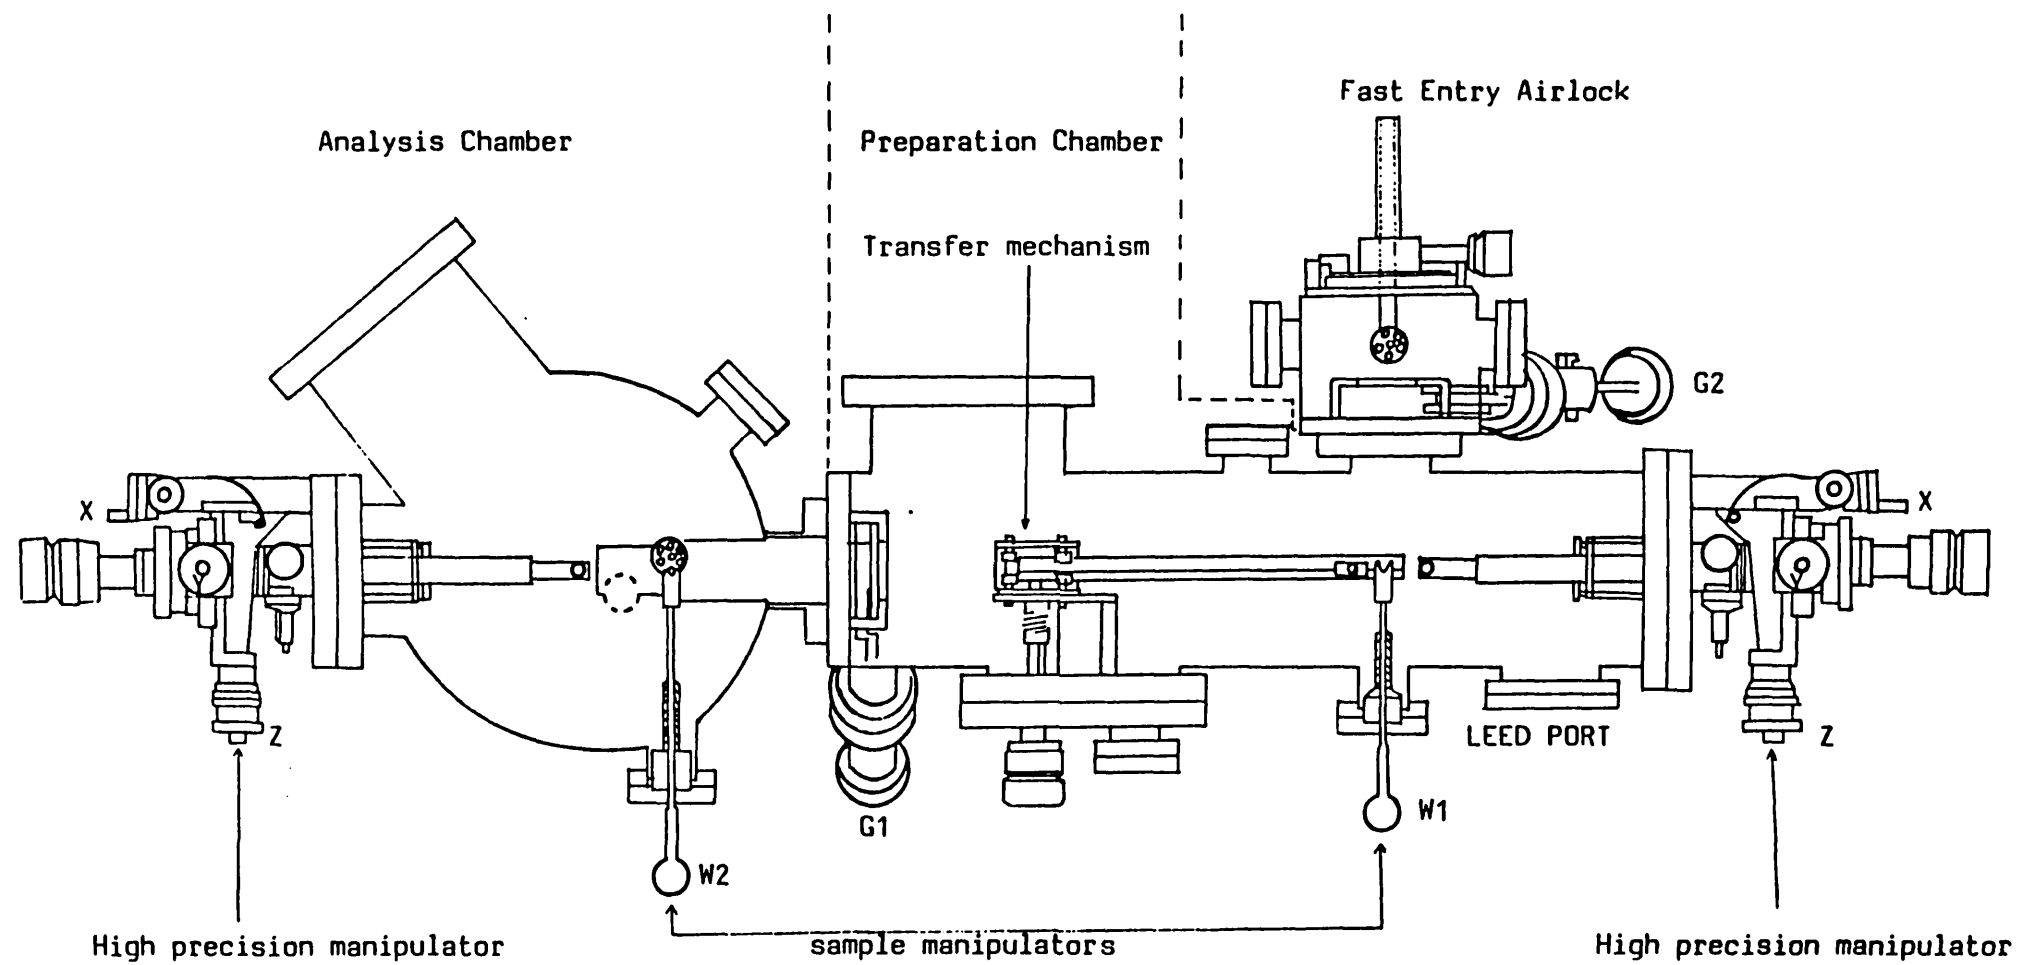 Fast Entry Airlock
Analysis Chamber
Preparation Chamber
Transfer mechanism
G2
X
X
Z
LEED PORT
Z
W1
G1
W2
High precision manipulator
sample manipulators
High precision manipulator